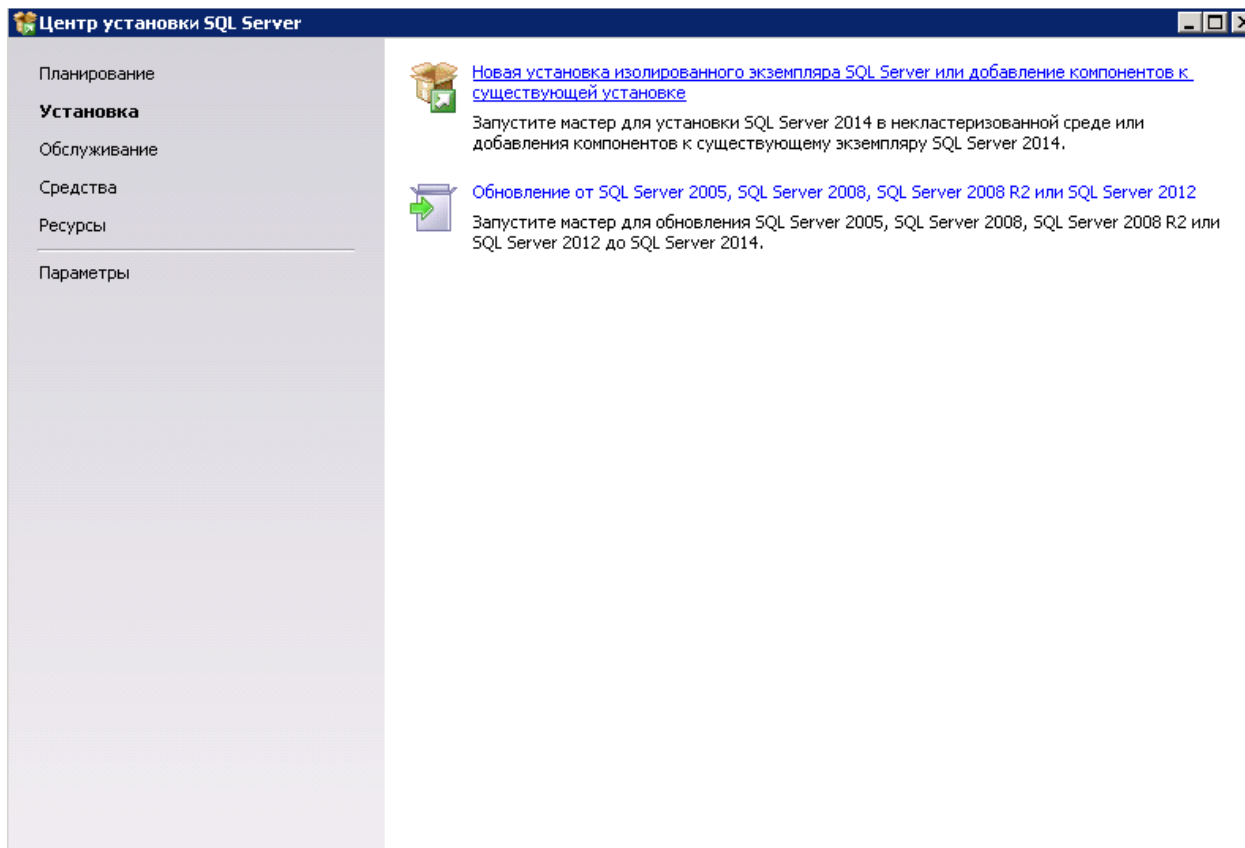 Центр установки SQL Server
Планирование
Установка
Обслуживание
Средства
Ресурсы
Параметры
Новая установка изолированного экземпляра SQL Server или добавление компонентов к
существующей установке
Запустите мастер для установки SQL Server 2014 в некластеризованной среде или
добавления компонентов к существующему экземпляру SQL Server 2014.
Обновление от SQL Server 2005, SQL Server 2008, SQL Server 2008 R2 или SQL Server 2012
Запустите мастер для обновления SQL Server 2005, SQL Server 2008, SQL Server 2008 R2 или
SQL Server 2012 до SQL Server 2014.